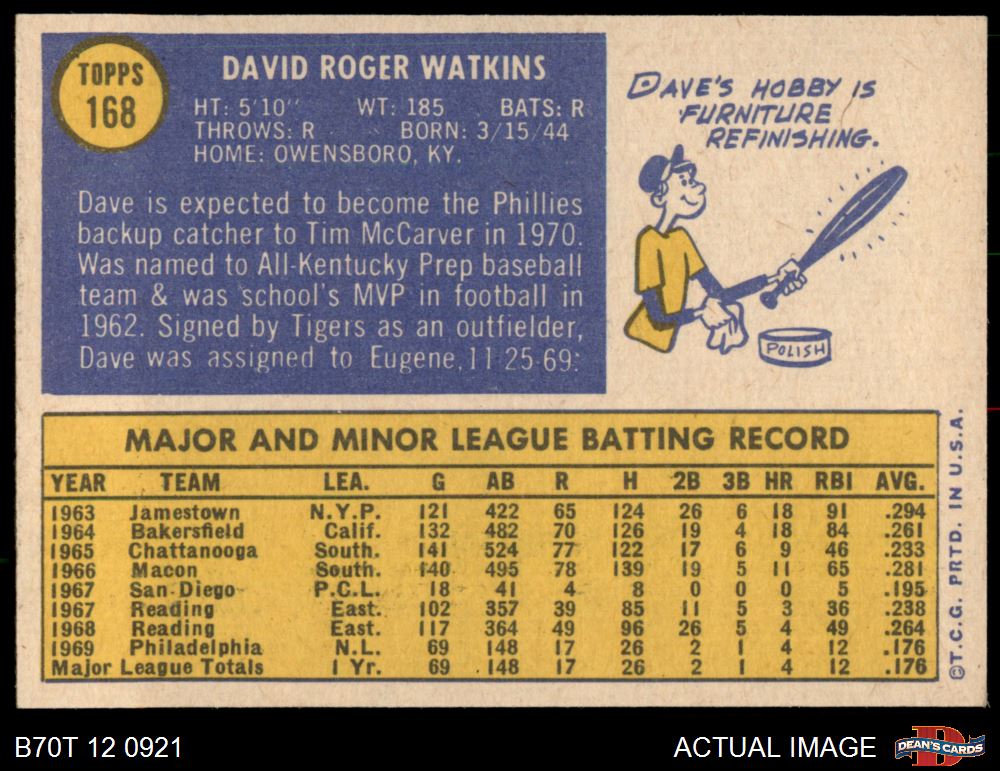 TOPPS
168
DAVID ROGER WATKINS
HT: 5'10" WT: 185 BATS: R
THROWS: R BORN: 3/15/44
HOME: OWENSBORO, KY.
Dave is expected to become the Phillies
backup catcher to Tim McCarver in 1970.
Was named to All-Kentucky Prep baseball
team & was school's MVP in football in
1962. Signed by Tigers as an outfielder,
Dave was assigned to Eugene, 11-25-69.
DAVE'S HOBBY IS
FURNITURE
REFINISHING.
POLISH
MAJOR AND MINOR LEAGUE BATTING RECORD
YEAR TEAM LEA. G AB R H 2B 3B HR RBI AVG.
1963 Jamestown N.Y.P. 121 422 65 124 26 6 18 91 .294
1964 Bakersfield Calif. 132 482 70 126 19 4 18 84 .261
1965 Chattanooga South. 141 524 77 122 17 6 9 46 .233
1966 Macon South. 140 495 78 139 19 5 11 65 .281
1967 San Diego P.C.L. 18 41 4 8 0 0 0 5 .195
1967 Reading East. 102 357 39 85 11 5 3 36 .238
1968 Reading East. 117 364 49 96 26 5 4 49 .264
1969 Philadelphia N.L. 69 148 17 26 2 1 4 12 .176
Major League Totals 1 Yr. 69 148 17 26 2 1 4 12 .176
©T.C.G. PRTD. IN U.S.A.
B70T 12 0921
ACTUAL IMAGE
D
DEAN'S CARDS